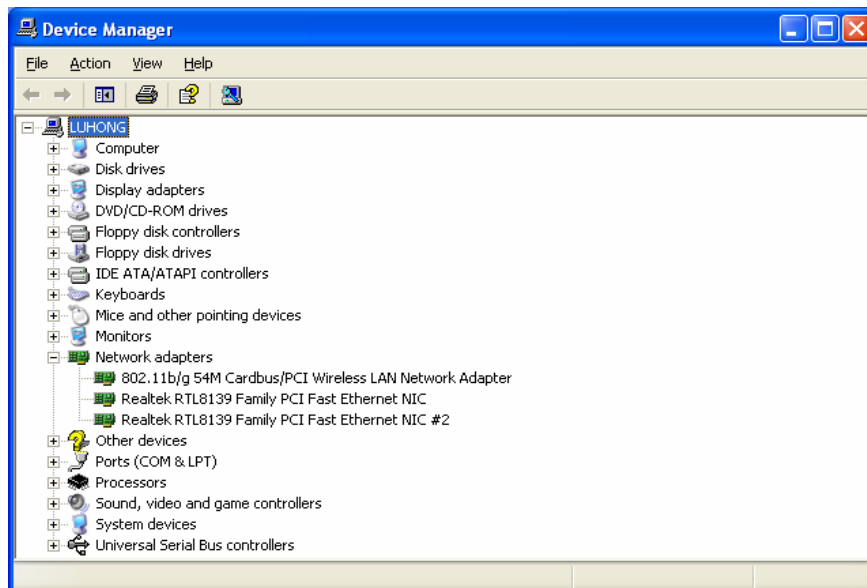 Device Manager
File Action View Help
LUHONG
Computer
Disk drives
Display adapters
DVD/CD-ROM drives
Floppy disk controllers
Floppy disk drives
IDE ATA/ATAPI controllers
Keyboards
Mice and other pointing devices
Monitors
Network adapters
802.11b/g 54M Cardbus/PCI Wireless LAN Network Adapter
Realtek RTL8139 Family PCI Fast Ethernet NIC
Realtek RTL8139 Family PCI Fast Ethernet NIC #2
Other devices
Ports (COM & LPT)
Processors
Sound, video and game controllers
System devices
Universal Serial Bus controllers